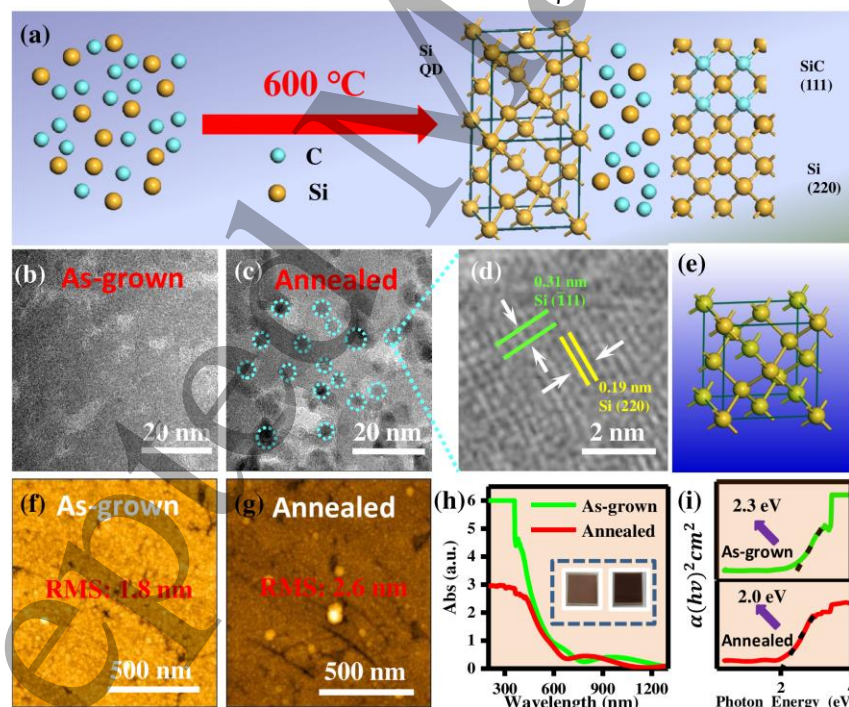 (a)
600 °C
C
Si
Si
QD
SiC
(111)
Si
(220)
(b)
As-grown
20 nm
(c)
Annealed
20 nm
(d)
0.31 nm
Si (-111)
0.19 nm
Si (220)
2 nm
(e)
(f)
As-grown
RMS: 1.8 nm
500 nm
(g)
Annealed
RMS: 2.6 nm
500 nm
(h)
As-grown
Annealed
Abs (a.u.)
6
5
4
3
2
1
0
300 600 900 1200
Wavelength (nm)
(i)
2.3 eV
As-grown
2.0 eV
Annealed
α(hν)²cm²
2
Photon Energy (eV